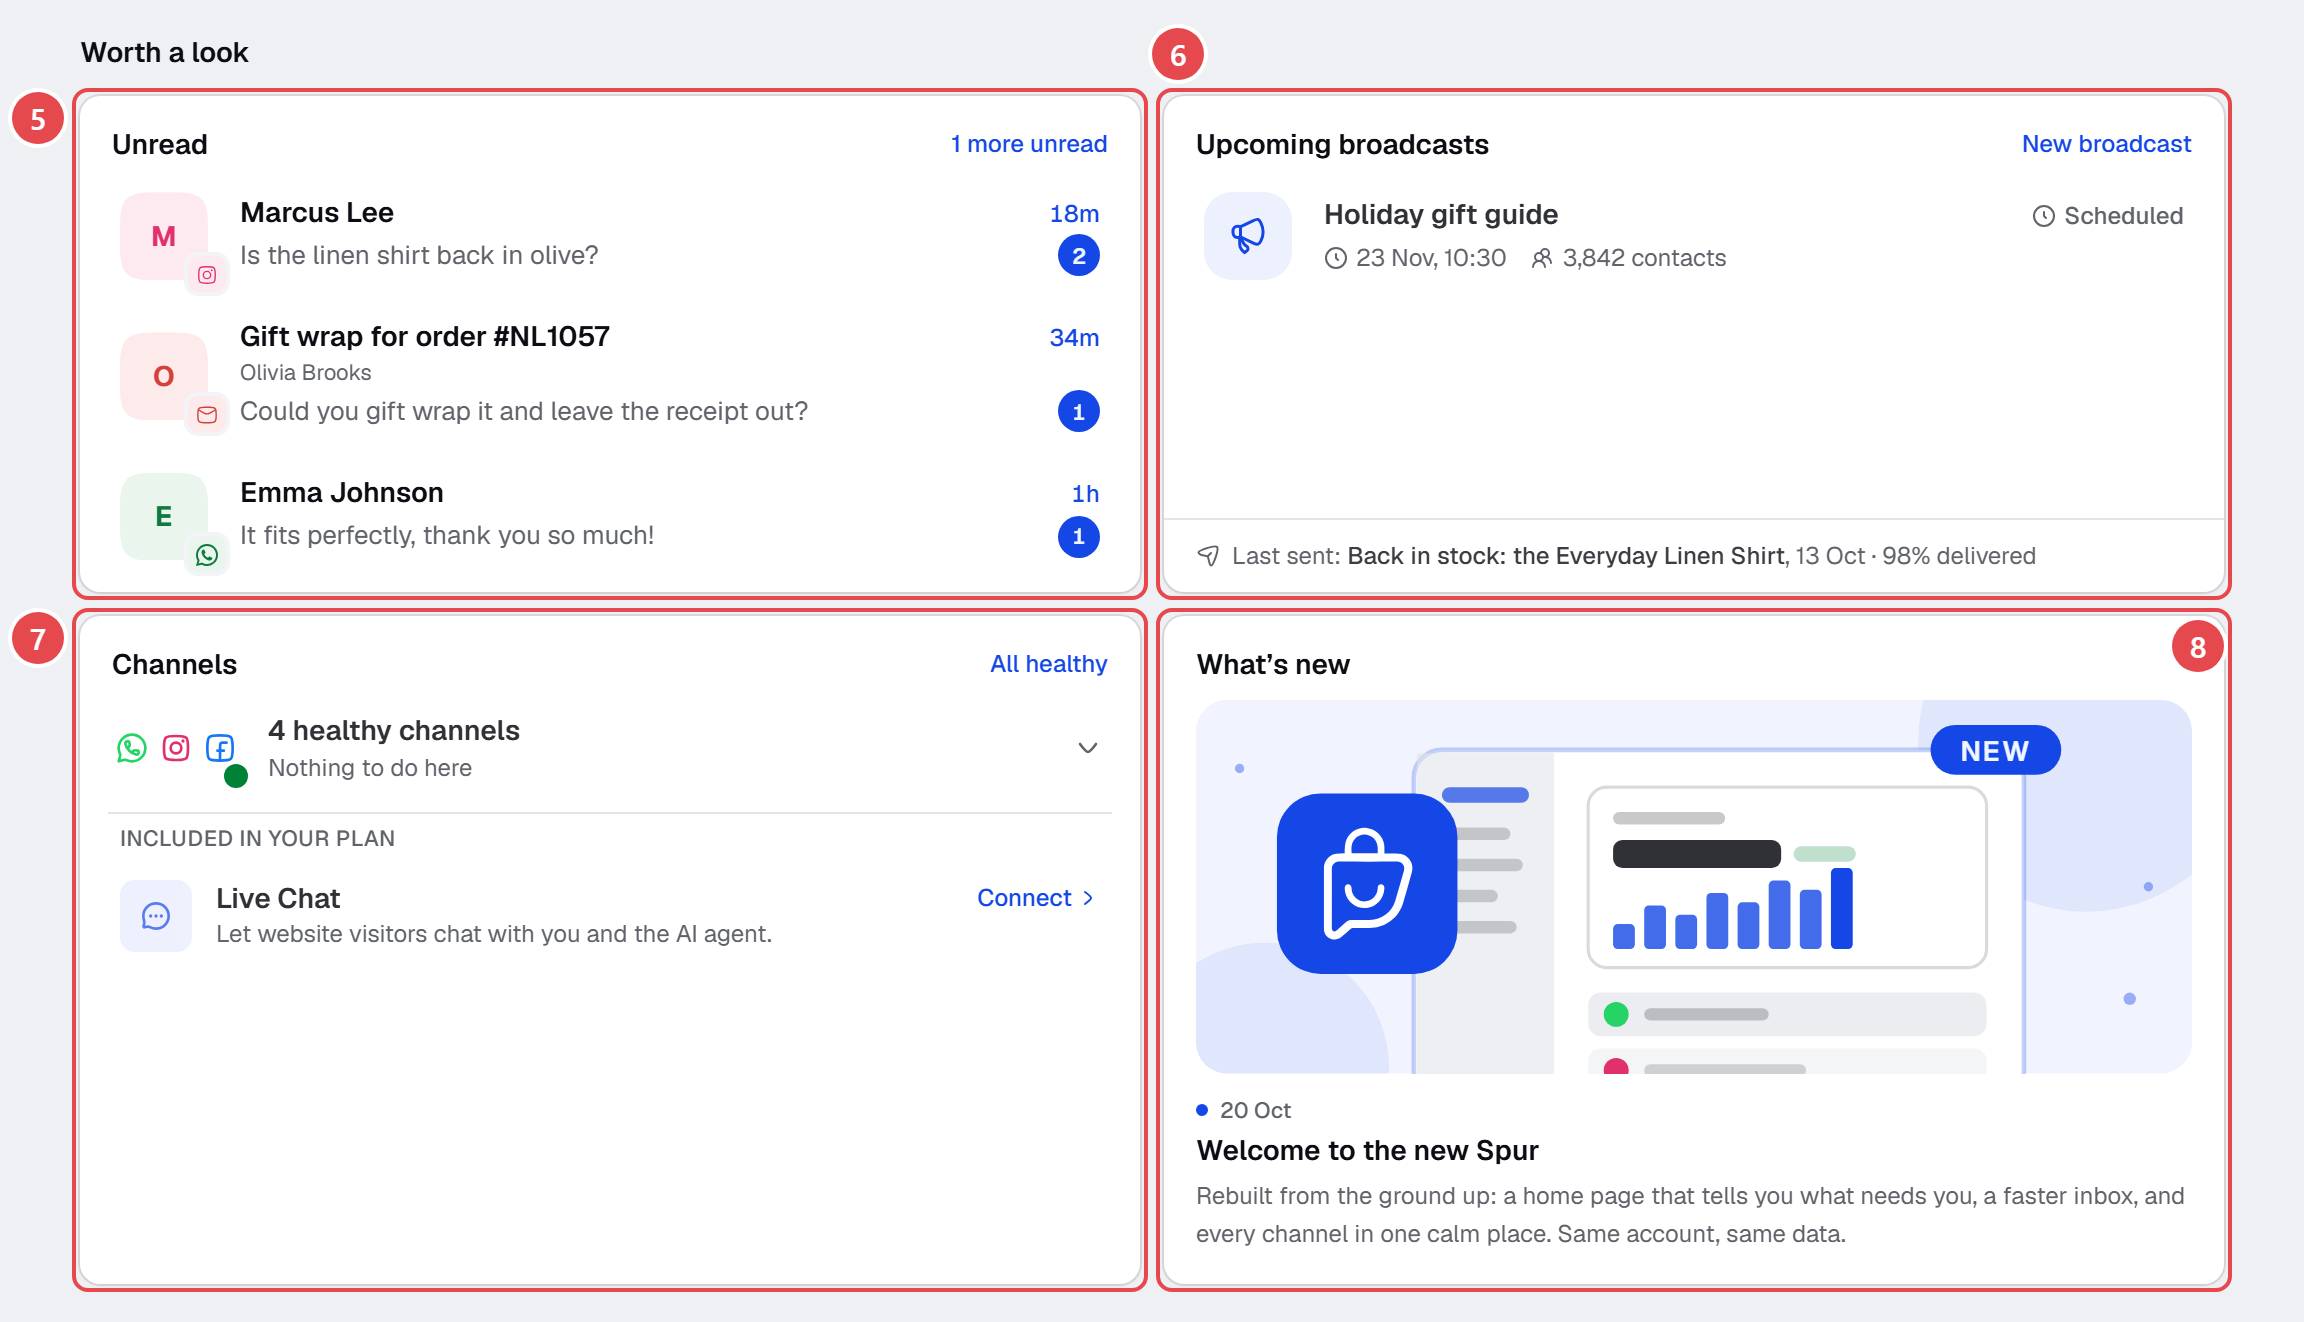 Worth a look
5
Unread
1 more unread
M
Marcus Lee
18m
Is the linen shirt back in olive?
2
O
Gift wrap for order #NL1057
34m
Olivia Brooks
Could you gift wrap it and leave the receipt out?
1
E
Emma Johnson
1h
It fits perfectly, thank you so much!
1
6
Upcoming broadcasts
New broadcast
Holiday gift guide
Scheduled
23 Nov, 10:30
3,842 contacts
Last sent: Back in stock: the Everyday Linen Shirt, 13 Oct · 98% delivered
7
Channels
All healthy
4 healthy channels
Nothing to do here
INCLUDED IN YOUR PLAN
Live Chat
Connect
Let website visitors chat with you and the AI agent.
8
What’s new
NEW
20 Oct
Welcome to the new Spur
Rebuilt from the ground up: a home page that tells you what needs you, a faster inbox, and
every channel in one calm place. Same account, same data.